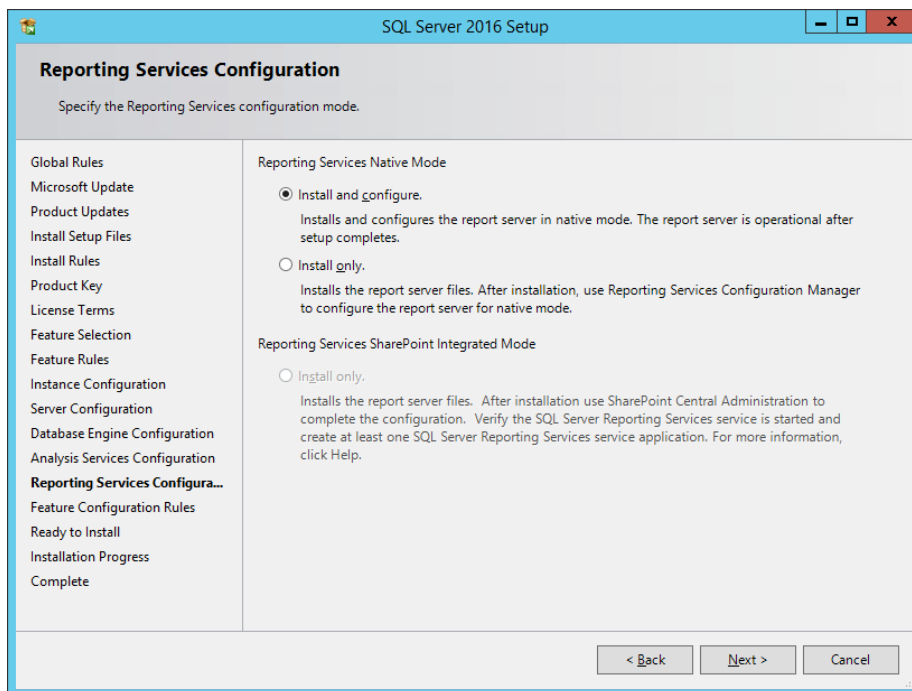 SQL Server 2016 Setup
Reporting Services Configuration
Specify the Reporting Services configuration mode.
Global Rules
Microsoft Update
Product Updates
Install Setup Files
Install Rules
Product Key
License Terms
Feature Selection
Feature Rules
Instance Configuration
Server Configuration
Database Engine Configuration
Analysis Services Configuration
Reporting Services Configura...
Feature Configuration Rules
Ready to Install
Installation Progress
Complete
Reporting Services Native Mode
Install and configure.
Installs and configures the report server in native mode. The report server is operational after
setup completes.
Install only.
Installs the report server files. After installation, use Reporting Services Configuration Manager
to configure the report server for native mode.
Reporting Services SharePoint Integrated Mode
Install only.
Installs the report server files. After installation use SharePoint Central Administration to
complete the configuration. Verify the SQL Server Reporting Services service is started and
create at least one SQL Server Reporting Services service application. For more information,
click Help.
< Back
Next >
Cancel